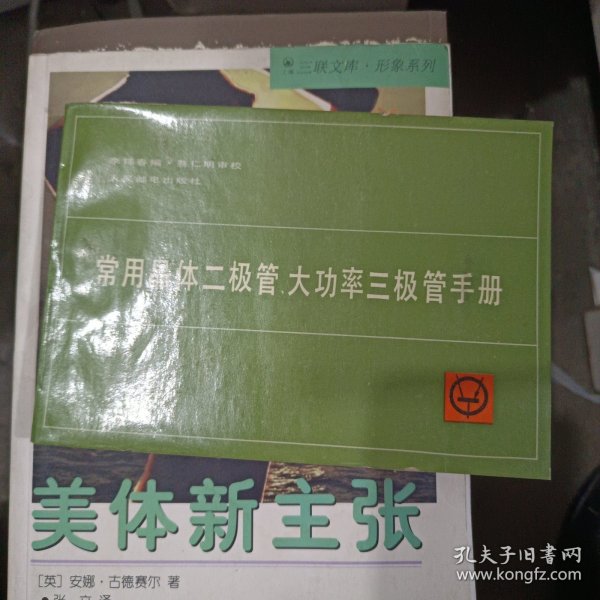 三联文库·形象系列
人民邮电出版社
常用晶体二极管、大功率三极管手册
美体新主张
[英] 安娜·古德赛尔 著
孔夫子旧书网
www.kongfz.com